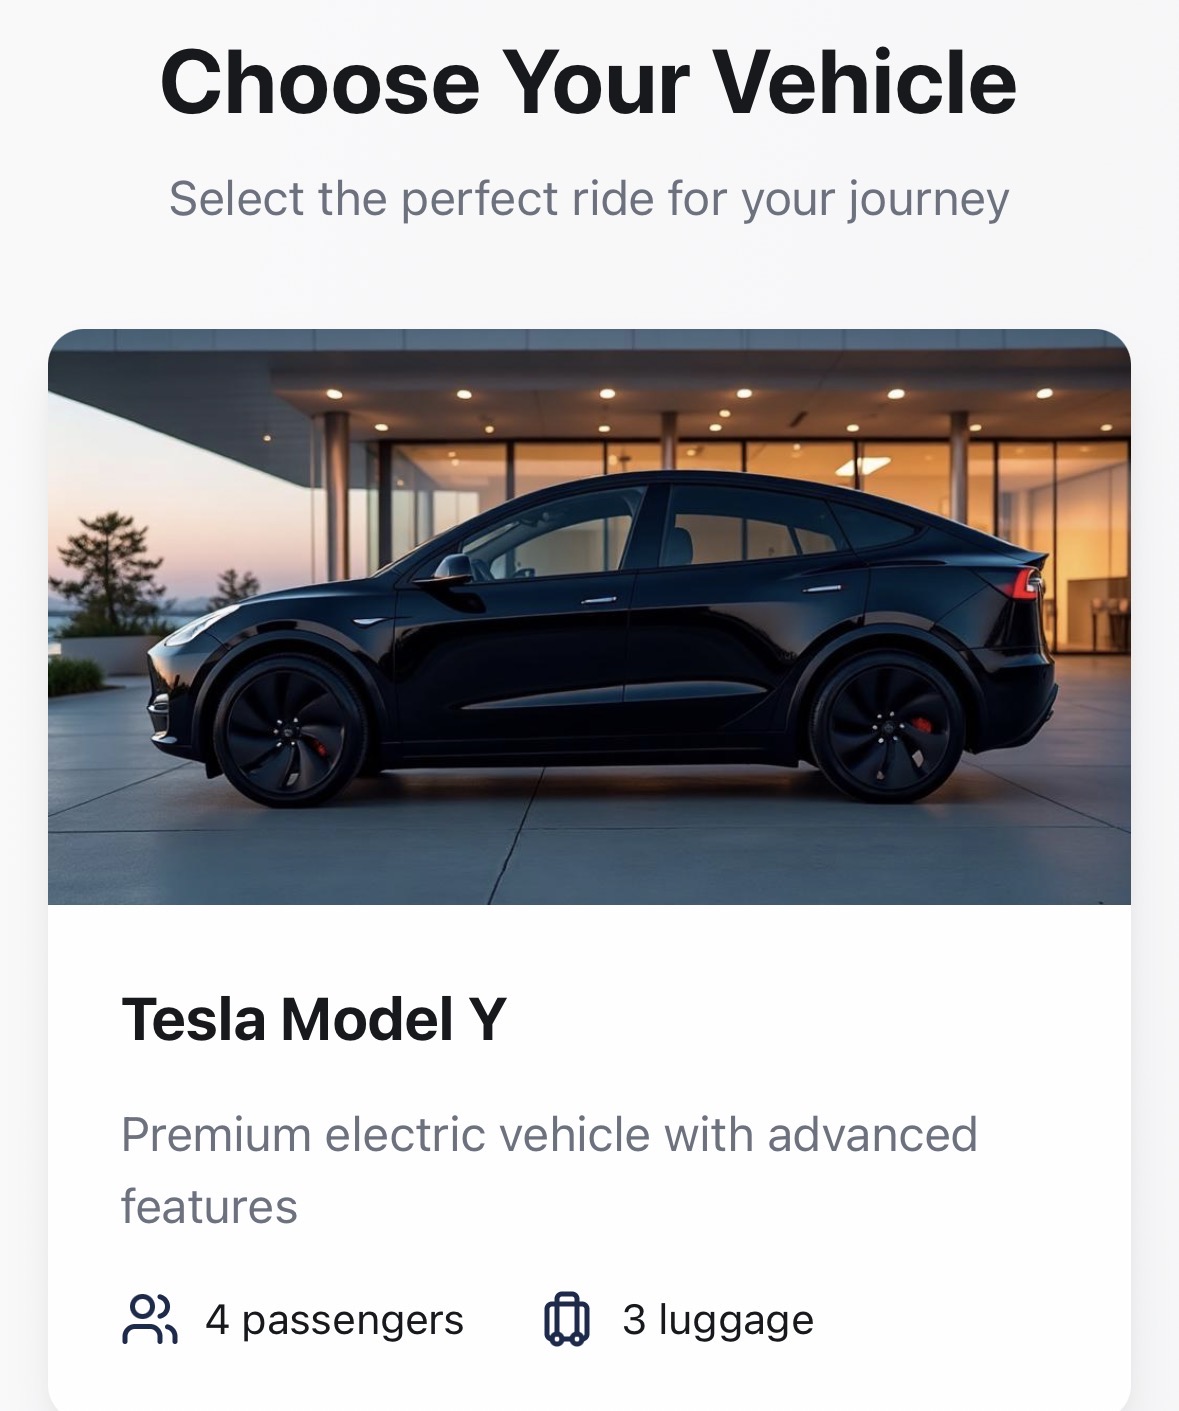 Choose Your Vehicle
Select the perfect ride for your journey
Tesla Model Y
Premium electric vehicle with advanced
features
4 passengers
3 luggage